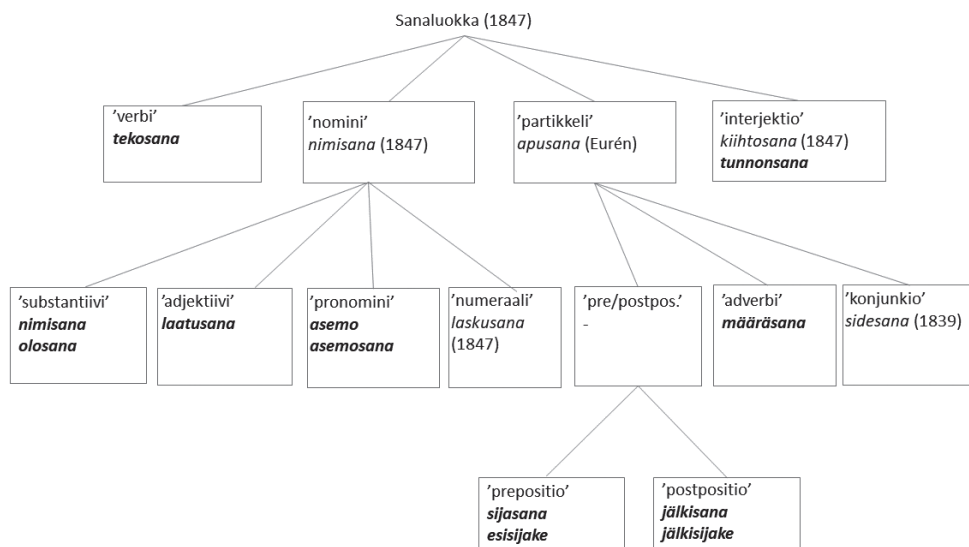 Sanaluokka (1847)
’verbi’
tekosana
’nomini’
nimisana (1847)
’partikkeli’
apusana (Eurén)
’interjektio’
kiihtosana (1847)
tunnonsana
’substantiivi’
nimisana
olosana
’adjektiivi’
laatusana
’pronomini’
asemo
asemosana
’numeraali’
laskusana
(1847)
’pre/postpos.’
-
’adverbi’
määräsana
’konjunkio’
sidesana (1839)
’prepositio’
sijasana
esisijake
’postpositio’
jälkisana
jälkisijake